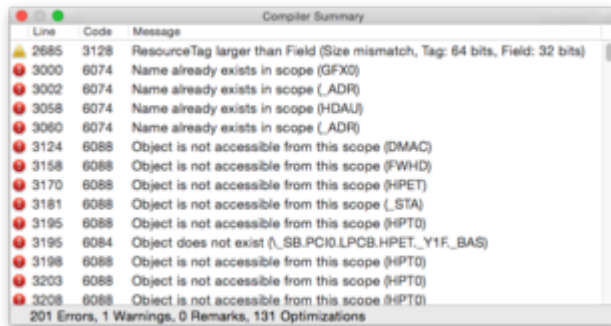 Compiler Summary
Line Code Message
2685 3128 ResourceTag larger than Field (Size mismatch, Tag: 64 bits, Field: 32 bits)
3000 6074 Name already exists in scope (GFX0)
3002 6074 Name already exists in scope (_ADR)
3058 6074 Name already exists in scope (HDAU)
3060 6074 Name already exists in scope (_ADR)
3124 6088 Object is not accessible from this scope (DMAC)
3158 6088 Object is not accessible from this scope (FWHD)
3170 6088 Object is not accessible from this scope (HPET)
3181 6088 Object is not accessible from this scope (_STA)
3195 6088 Object is not accessible from this scope (HPT0)
3195 6084 Object does not exist (\_SB.PCI0.LPCB.HPET._Y1F._BAS)
3198 6088 Object is not accessible from this scope (HPT0)
3203 6088 Object is not accessible from this scope (HPT0)
3208 6088 Object is not accessible from this scope (HPT0)
201 Errors, 1 Warnings, 0 Remarks, 131 Optimizations